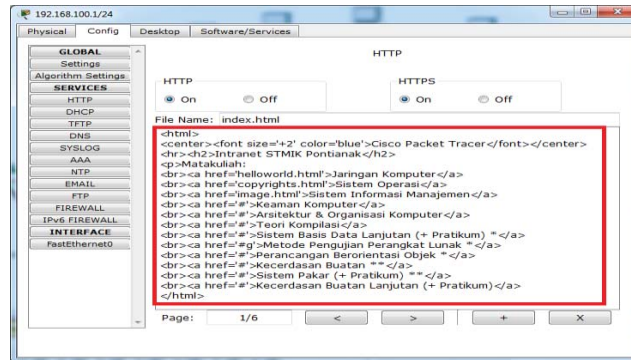 192.168.100.1/24
Physical Config Desktop Software/Services
GLOBAL
Settings
Algorithm Settings
SERVICES
HTTP
DHCP
TFTP
DNS
SYSLOG
AAA
NTP
EMAIL
FTP
FIREWALL
IPv6 FIREWALL
INTERFACE
FastEthernet0
HTTP
HTTP
On Off
HTTPS
On Off
File Name: index.html
<html>
<center><font size='+2' color='blue'>Cisco Packet Tracer</font></center>
<hr><h2>Intranet STMIK Pontianak</h2>
<p>Matakuliah:
<br><a href='helloworld.html'>Jaringan Komputer</a>
<br><a href='copyrights.html'>Sistem Operasi</a>
<br><a href='image.html'>Sistem Informasi Manajemen</a>
<br><a href='#'>Keaman Komputer</a>
<br><a href='#'>Arsitektur & Organisasi Komputer</a>
<br><a href='#'>Teori Kompilasi</a>
<br><a href='#'>Sistem Basis Data Lanjutan (+ Pratikum) *</a>
<br><a href='#g'>Metode Pengujian Perangkat Lunak *</a>
<br><a href='#'>Perancangan Berorientasi Objek *</a>
<br><a href='#'>Kecerdasan Buatan **</a>
<br><a href='#'>Sistem Pakar (+ Pratikum) **</a>
<br><a href='#'>Kecerdasan Buatan Lanjutan (+ Pratikum)</a>
</html>
Page: 1/6 < > + X